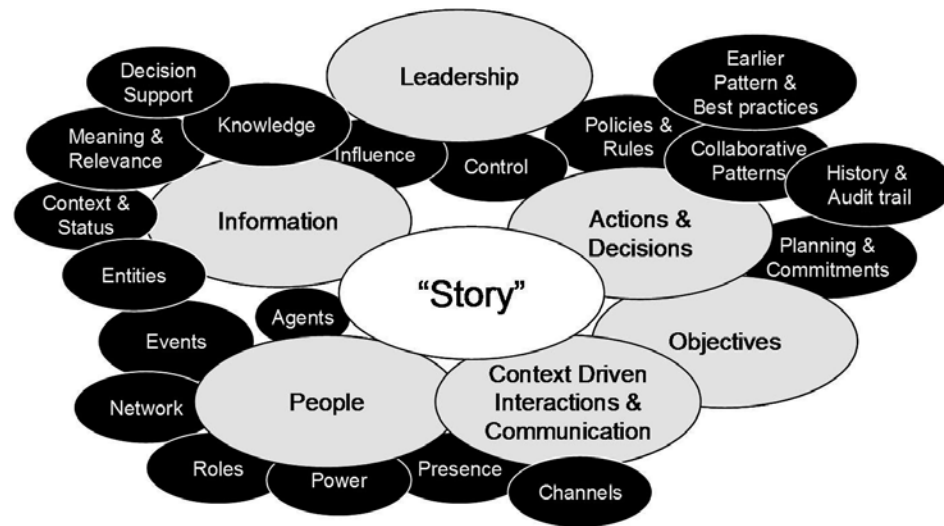 Earlier
Pattern &
Best practices
Leadership
Decision
Support
Knowledge
Policies &
Rules
Meaning &
Relevance
Influence
Control
Collaborative
Patterns
History &
Audit trail
Context &
Status
Information
Actions &
Decisions
Planning &
Commitments
Entities
“Story”
Agents
Events
Objectives
Context Driven
Interactions &
Communication
Network
People
Roles
Power
Presence
Channels